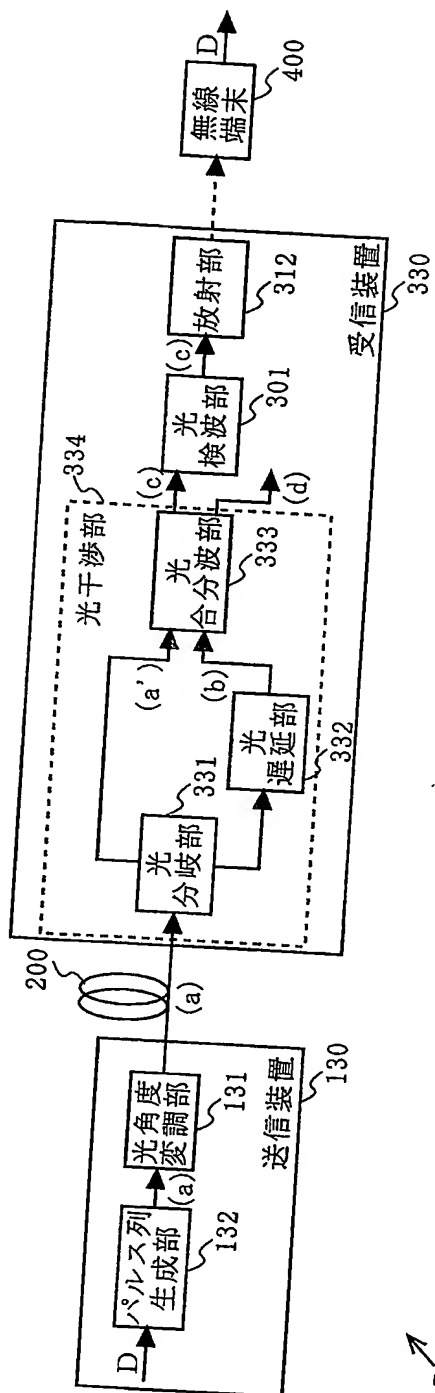 D
パルス列
生成部
132
(a)
光角度
変調部
131
送信装置
130
200
(a)
光干渉部
334
光
分岐部
331
(a')
光
遅延部
332
(b)
光
合分波部
333
(c)
(d)
光
検波部
301
(c)
放射部
312
受信装置
330
無線
端末
400
D